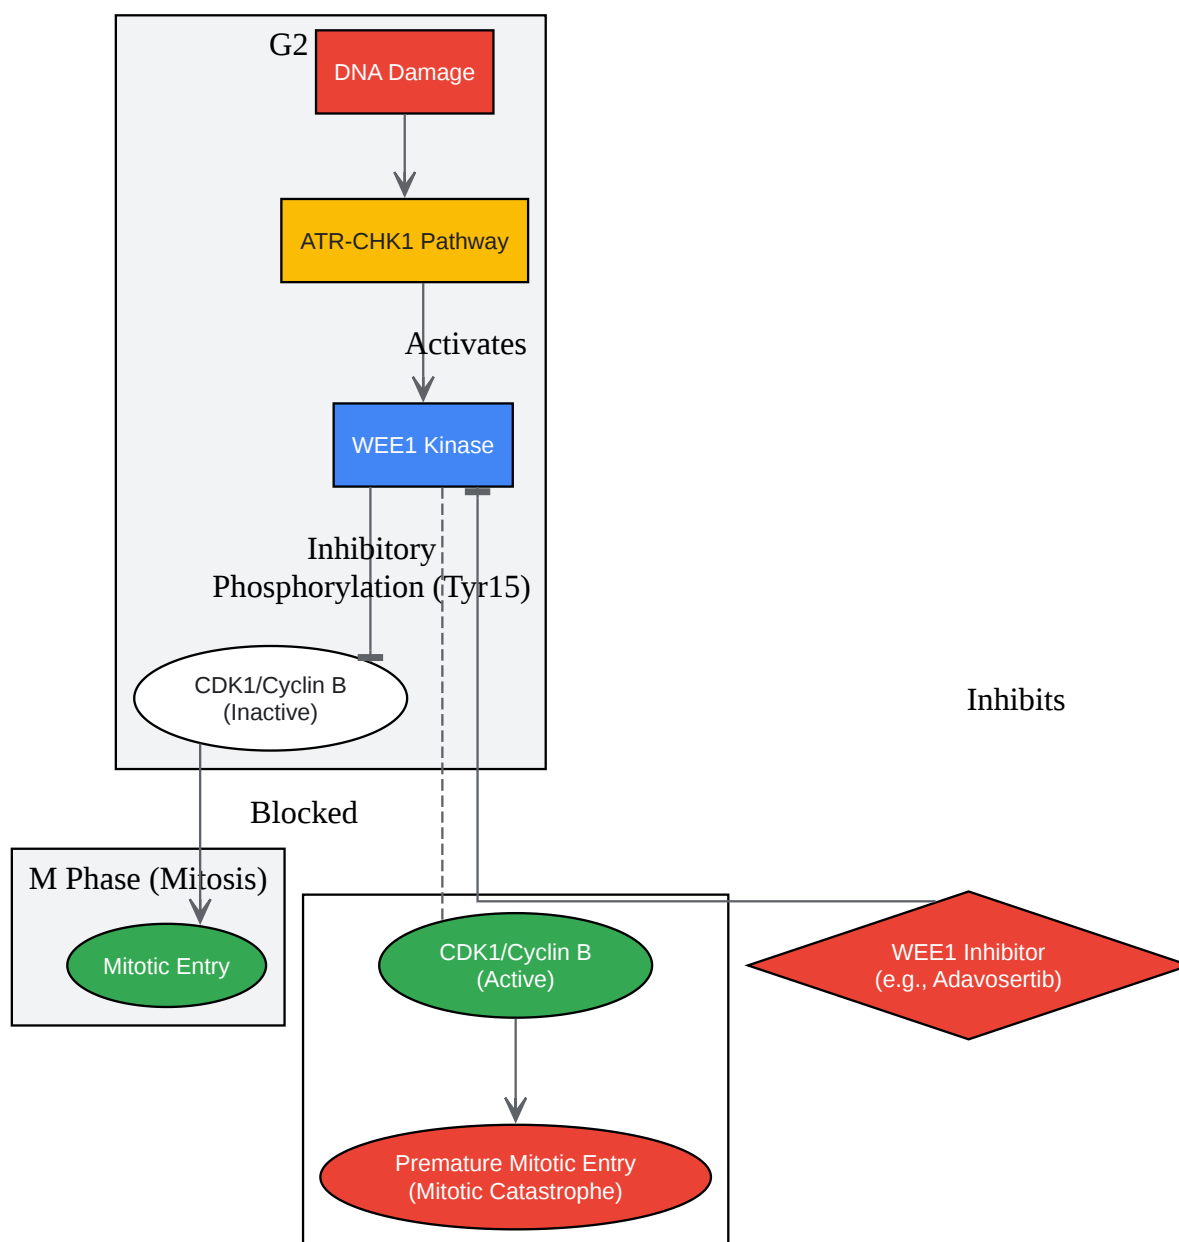 G2
DNA Damage
ATR-CHK1 Pathway
Activates
WEE1 Kinase
Inhibitory
Phosphorylation (Tyr15)
CDK1/Cyclin B
(Inactive)
Inhibits
Blocked
M Phase (Mitosis)
Mitotic Entry
CDK1/Cyclin B
(Active)
WEE1 Inhibitor
(e.g., Adavosertib)
Premature Mitotic Entry
(Mitotic Catastrophe)